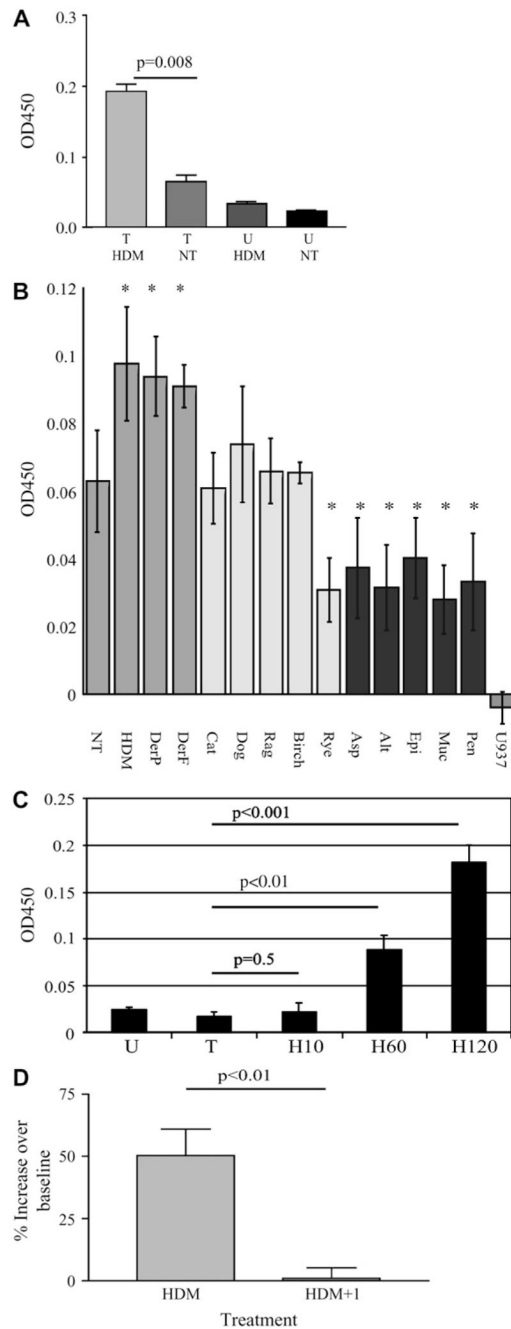 A
0.3
p=0.008
0.2
OD450
0.1
0.0
T T U U
HDM NT HDM NT
B
0.12
* * *
0.1
0.08
OD450
0.06
* * * * * *
0.04
0.02
0
NT HDM DerP DerF Cat Dog Rag Birch Rye Asp Alt Epi Muc Pen U937
C
0.25
p<0.001
0.2
p<0.01
0.15
OD450
0.1
p=0.5
0.05
0
U T H10 H60 H120
D
p<0.01
75
% Increase over
baseline
50
25
0
HDM HDM+1
Treatment